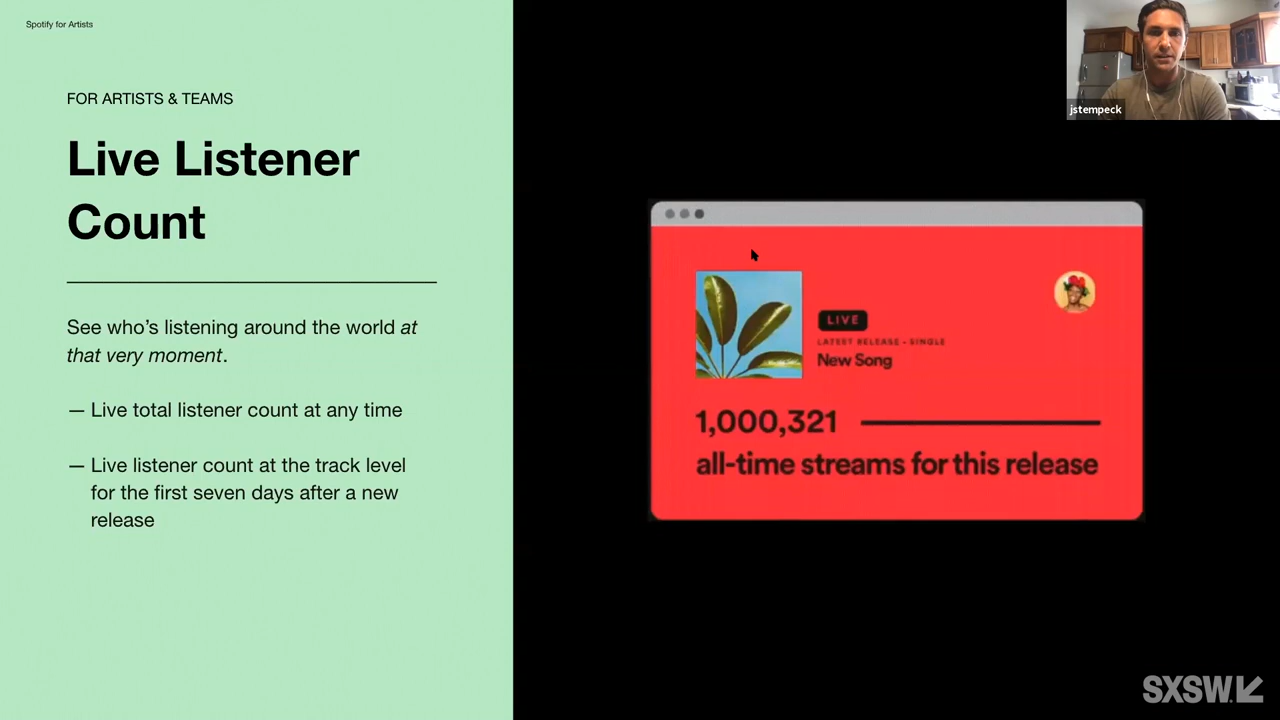 Spotify for Artists
FOR ARTISTS & TEAMS
Live Listener
Count
See who’s listening around the world at
that very moment.
— Live total listener count at any time
— Live listener count at the track level
for the first seven days after a new
release
LIVE
LATEST RELEASE • SINGLE
New Song
1,000,321
all-time streams for this release
jstempeck
SXSW.